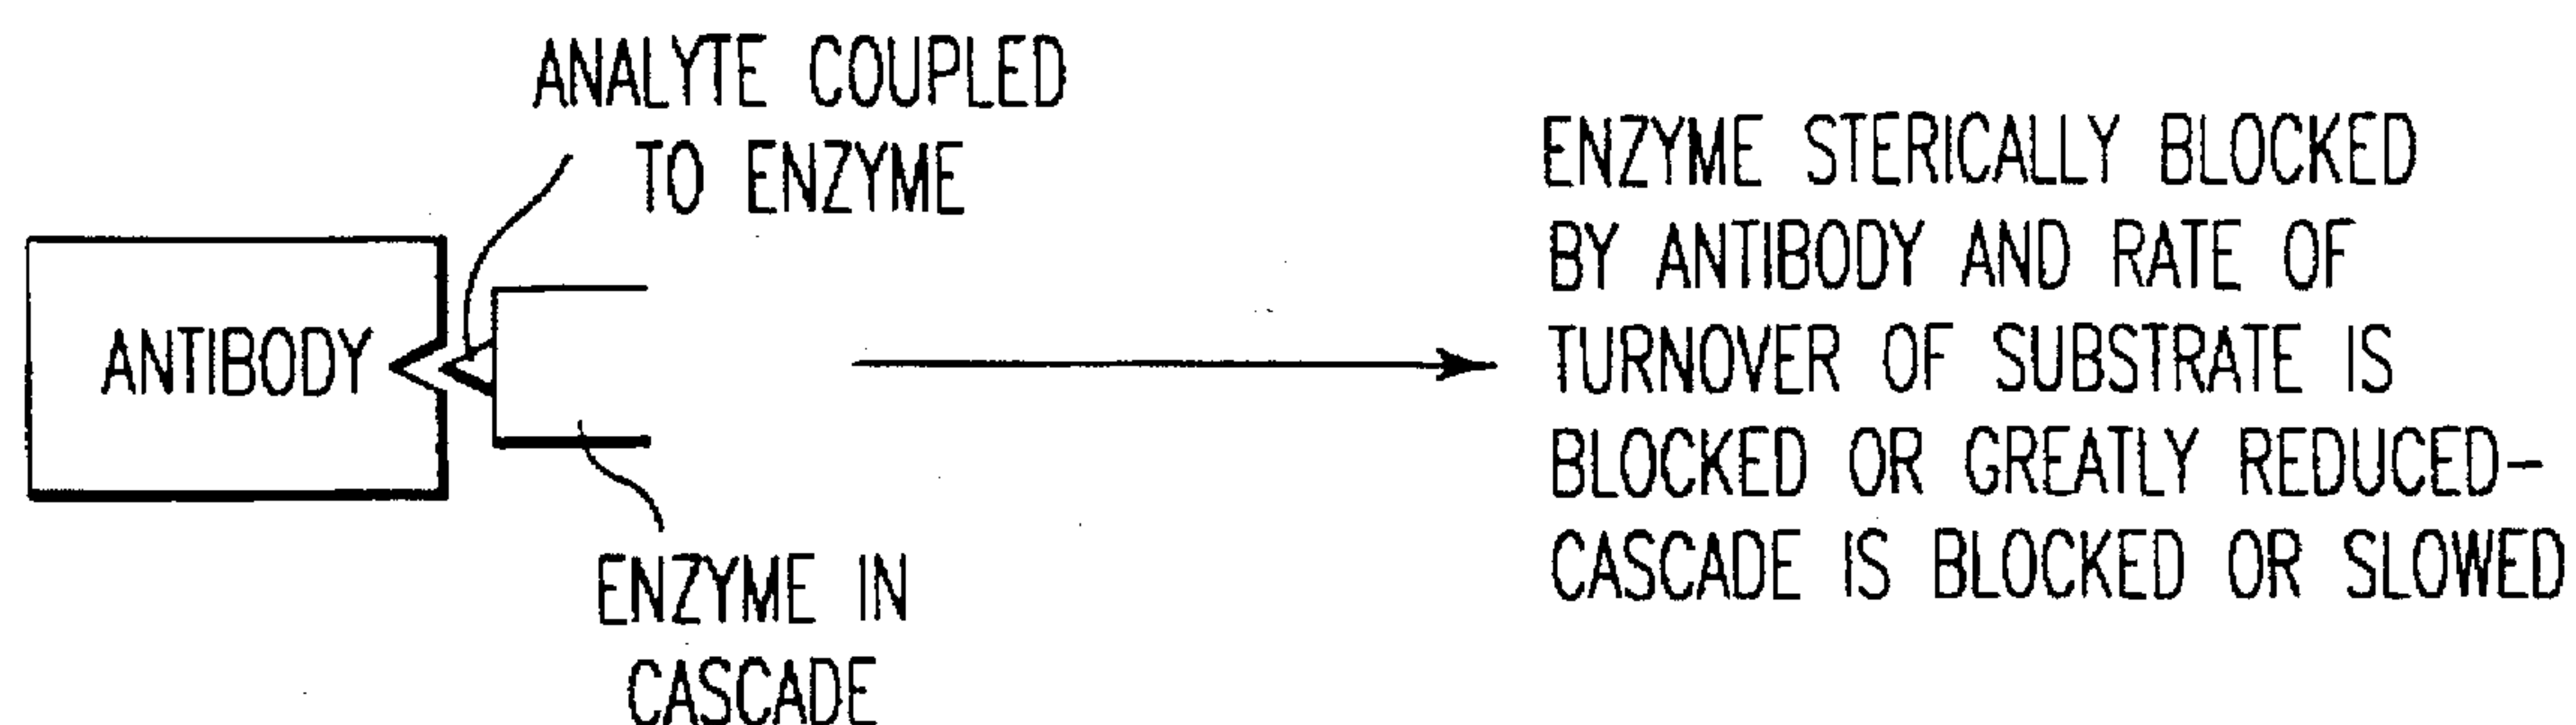 ANALYTE COUPLED
TO ENZYME
ANTIBODY
ENZYME IN
CASCADE
ENZYME STERICALLY BLOCKED
BY ANTIBODY AND RATE OF
TURNOVER OF SUBSTRATE IS
BLOCKED OR GREATLY REDUCED-
CASCADE IS BLOCKED OR SLOWED